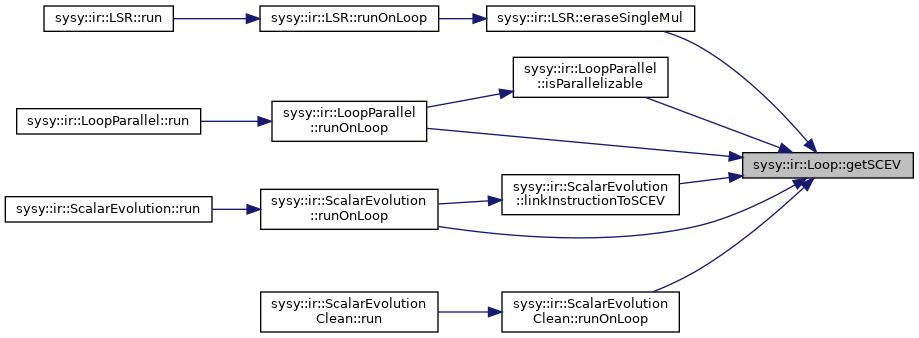 sysy::ir::LSR::run
sysy::ir::LSR::runOnLoop
sysy::ir::LSR::eraseSingleMul
sysy::ir::LoopParallel
::isParallelizable
sysy::ir::LoopParallel::run
sysy::ir::LoopParallel
::runOnLoop
sysy::ir::Loop::getSCEV
sysy::ir::ScalarEvolution::run
sysy::ir::ScalarEvolution
::runOnLoop
sysy::ir::ScalarEvolution
::linkInstructionToSCEV
sysy::ir::ScalarEvolution
Clean::run
sysy::ir::ScalarEvolution
Clean::runOnLoop